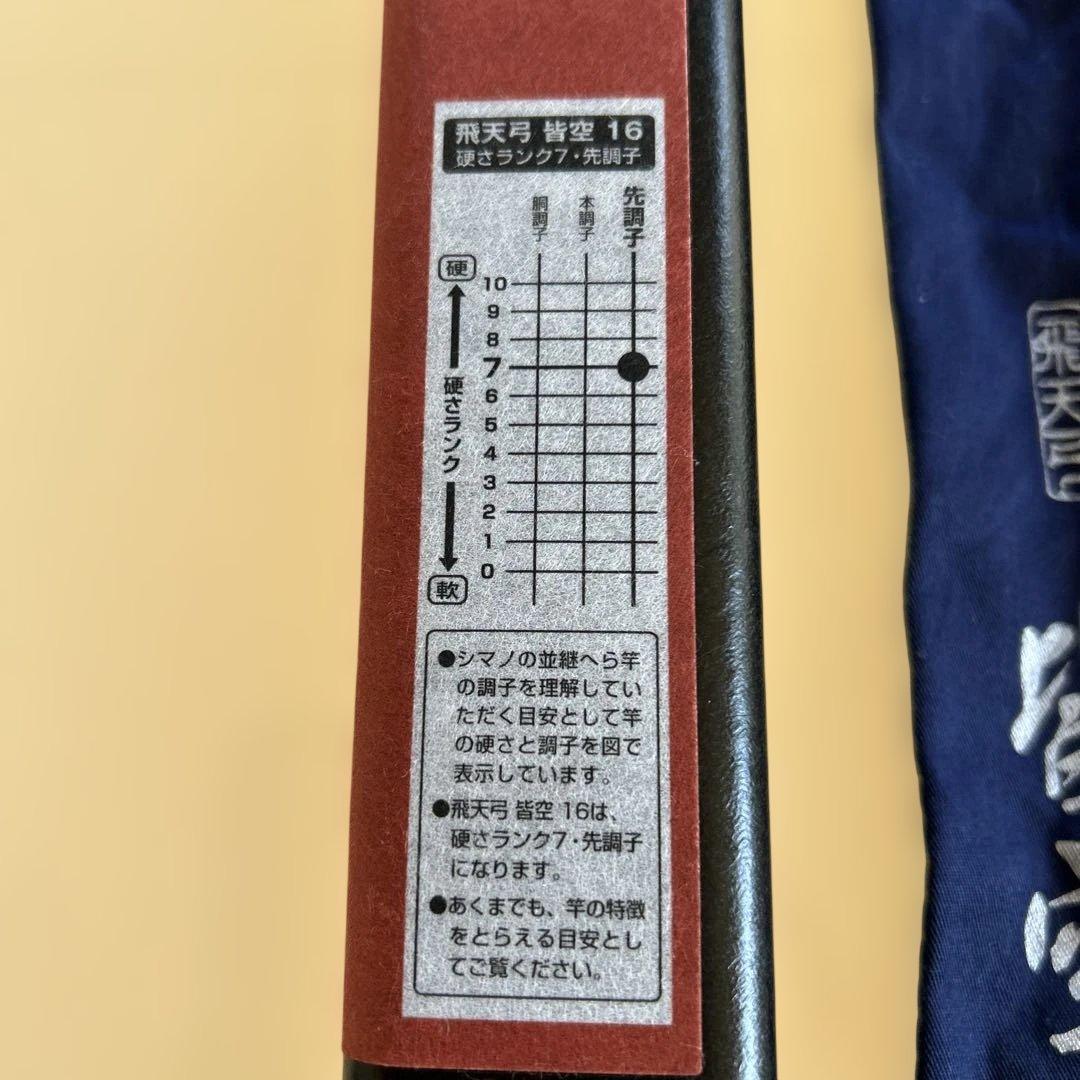 飛天弓 皆空 16
硬さランク7・先調子
胴調子
本調子
先調子
硬
10
9
8
7
6
5
4
3
2
1
0
硬さランク
軟
●シマノの並継へら竿
の調子を理解してい
ただく目安として竿
の硬さと調子を図で
表示しています。
●飛天弓 皆空 16は、
硬さランク7・先調子
になります。
●あくまでも、竿の特徴
をとらえる目安とし
てご覧ください。
飛天弓
皆空